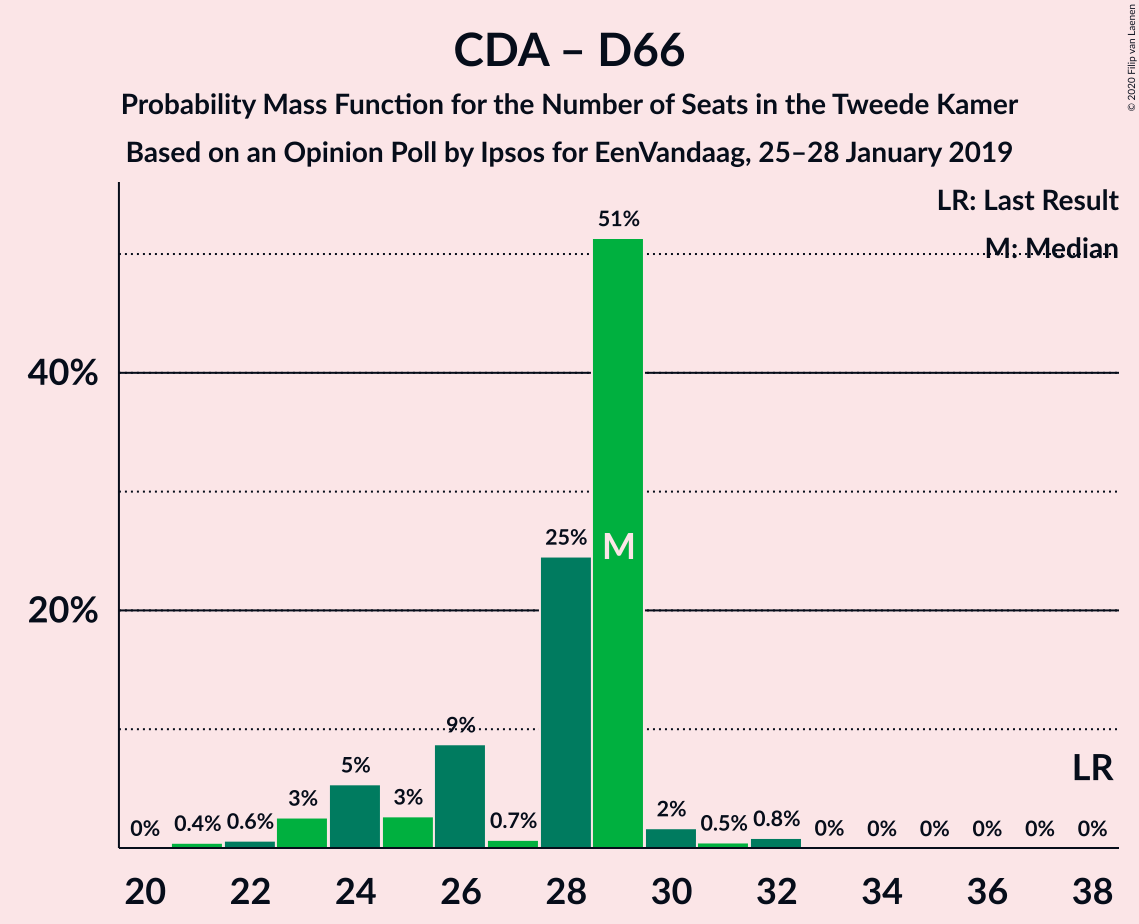 CDA – D66
Probability Mass Function for the Number of Seats in the Tweede Kamer
Based on an Opinion Poll by Ipsos for EenVandaag, 25–28 January 2019
© 2020 Filip van Laenen
LR: Last Result
M: Median
51%
40%
25%
M
20%
9%
5%
3%
3%
0%
0.4%
0.6%
0.7%
2%
0.5%
0.8%
0%
0%
0%
0%
0%
0%
LR
20 22 24 26 28 30 32 34 36 38